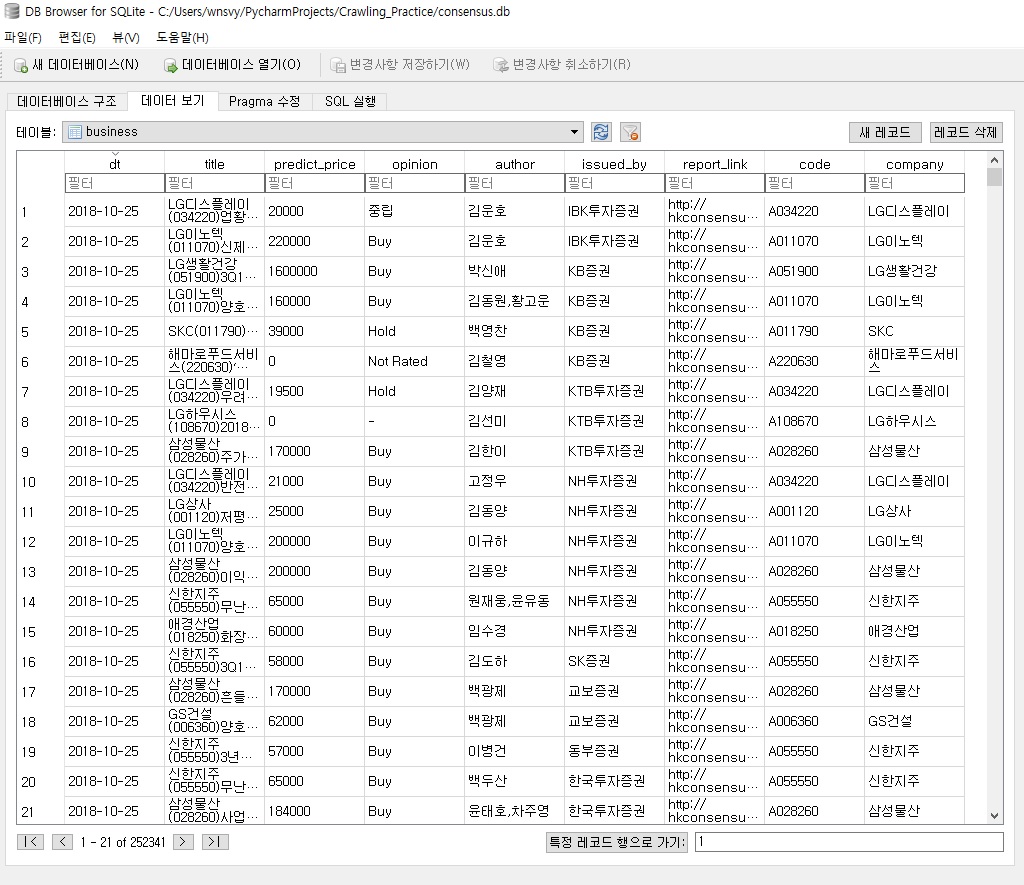 DB Browser for SQLite - C:/Users/wnsvy/PycharmProjects/Crawling_Practice/consensus.db
파일(F) 편집(E) 뷰(V) 도움말(H)
새 데이터베이스(N) 데이터베이스 열기(O) 변경사항 저장하기(W) 변경사항 취소하기(R)
데이터베이스 구조 데이터 보기 Pragma 수정 SQL 실행
테이블: business 새 레코드 레코드 삭제
dt title predict_price opinion author issued_by report_link code company
필터 필터 필터 필터 필터 필터 필터 필터 필터
1 2018-10-25 LG디스플레이 (034220)업황… 20000 중립 김운호 IBK투자증권 http:// hkconsensu… A034220 LG디스플레이
2 2018-10-25 LG이노텍 (011070)신제… 220000 Buy 김운호 IBK투자증권 http:// hkconsensu… A011070 LG이노텍
3 2018-10-25 LG생활건강 (051900)3Q1… 1600000 Buy 박신애 KB증권 http:// hkconsensu… A051900 LG생활건강
4 2018-10-25 LG이노텍 (011070)양호… 160000 Buy 김동원,황고운 KB증권 http:// hkconsensu… A011070 LG이노텍
5 2018-10-25 SKC(011790)… 39000 Hold 백영찬 KB증권 http:// hkconsensu… A011790 SKC
6 2018-10-25 해마로푸드서비스(220630)‘… 0 Not Rated 김철영 KB증권 http:// hkconsensu… A220630 해마로푸드서비스
7 2018-10-25 LG디스플레이 (034220)우려… 19500 Hold 김양재 KTB투자증권 http:// hkconsensu… A034220 LG디스플레이
8 2018-10-25 LG하우시스 (108670)2018… 0 - 김선미 KTB투자증권 http:// hkconsensu… A108670 LG하우시스
9 2018-10-25 삼성물산 (028260)주가… 170000 Buy 김한이 KTB투자증권 http:// hkconsensu… A028260 삼성물산
10 2018-10-25 LG디스플레이 (034220)반전… 21000 Buy 고정우 NH투자증권 http:// hkconsensu… A034220 LG디스플레이
11 2018-10-25 LG상사 (001120)저평… 25000 Buy 김동양 NH투자증권 http:// hkconsensu… A001120 LG상사
12 2018-10-25 LG이노텍 (011070)양호… 200000 Buy 이규하 NH투자증권 http:// hkconsensu… A011070 LG이노텍
13 2018-10-25 삼성물산 (028260)이익… 200000 Buy 김동양 NH투자증권 http:// hkconsensu… A028260 삼성물산
14 2018-10-25 신한지주 (055550)무난… 65000 Buy 원재웅,윤유동 NH투자증권 http:// hkconsensu… A055550 신한지주
15 2018-10-25 애경산업 (018250)화장… 60000 Buy 임수경 NH투자증권 http:// hkconsensu… A018250 애경산업
16 2018-10-25 신한지주 (055550)3Q1… 58000 Buy 김도하 SK증권 http:// hkconsensu… A055550 신한지주
17 2018-10-25 삼성물산 (028260)흔들… 170000 Buy 백광제 교보증권 http:// hkconsensu… A028260 삼성물산
18 2018-10-25 GS건설 (006360)양호… 62000 Buy 백광제 교보증권 http:// hkconsensu… A006360 GS건설
19 2018-10-25 신한지주 (055550)3년… 57000 Buy 이병건 동부증권 http:// hkconsensu… A055550 신한지주
20 2018-10-25 신한지주 (055550)무난… 65000 Buy 백두산 한국투자증권 http:// hkconsensu… A055550 신한지주
21 2018-10-25 삼성물산 (028260)사업… 184000 Buy 윤태호,차주영 한국투자증권 http:// hkconsensu… A028260 삼성물산
|< < 1 - 21 of 252341 > >| 특정 레코드 행으로 가기: 1